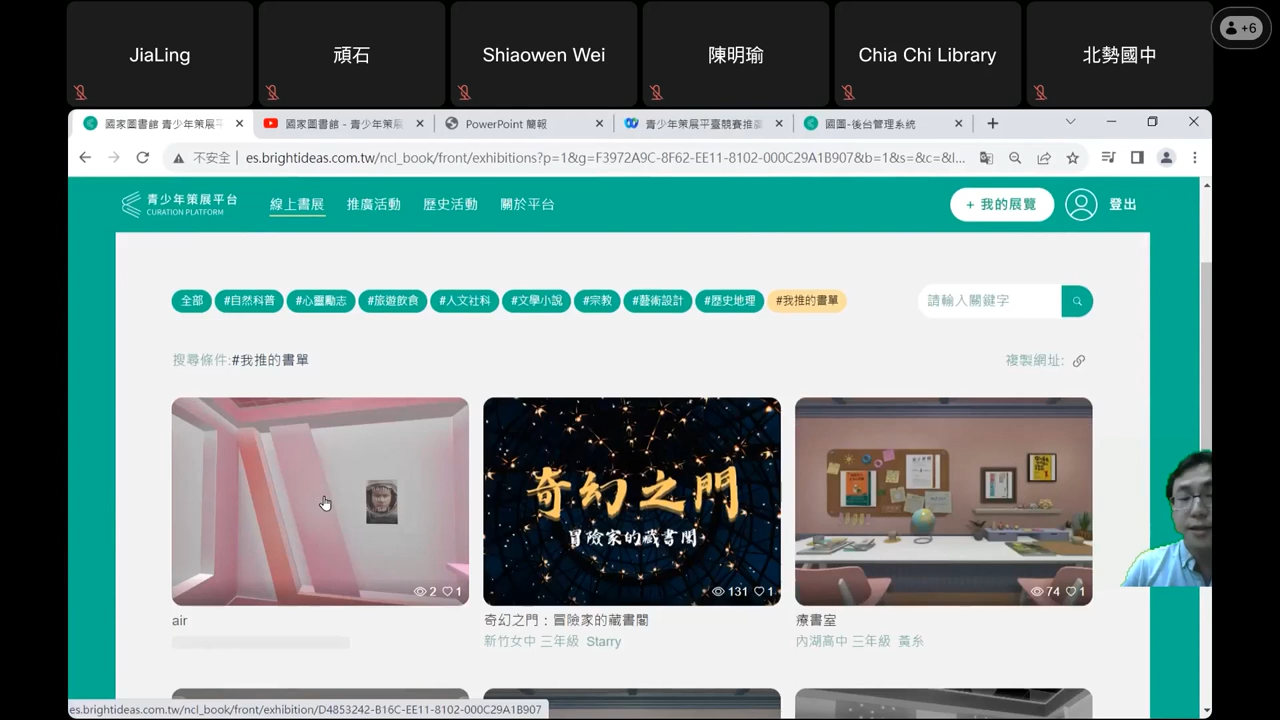 JiaLing
頑石
Shiaowen Wei
陳明瑜
Chia Chi Library
北勢國中
+6
國家圖書館 青少年策展平
國家圖書館 - 青少年策展
PowerPoint 簡報
青少年策展平臺競賽推廣
國圖-後台管理系統
不安全
es.brightideas.com.tw/ncl_book/front/exhibitions?p=1&g=F3972A9C-8F62-EE11-8102-000C29A1B907&b=1&s=&c=&l...
青少年策展平台
CURATION PLATFORM
線上書展
推廣活動
歷史活動
關於平台
+ 我的展覽
登出
全部
#自然科普
#心靈勵志
#旅遊飲食
#人文社科
#文學小說
#宗教
#藝術設計
#歷史地理
#我推的書單
請輸入關鍵字
搜尋條件:#我推的書單
複製網址:
奇幻之門
冒險家的藏書閣
2 1
131 1
74 1
air
奇幻之門：冒險家的藏書閣
療書室
新竹女中 三年級 Starry
內湖高中 三年級 黃糸
es.brightideas.com.tw/ncl_book/front/exhibition/D4853242-B16C-EE11-8102-000C29A1B907